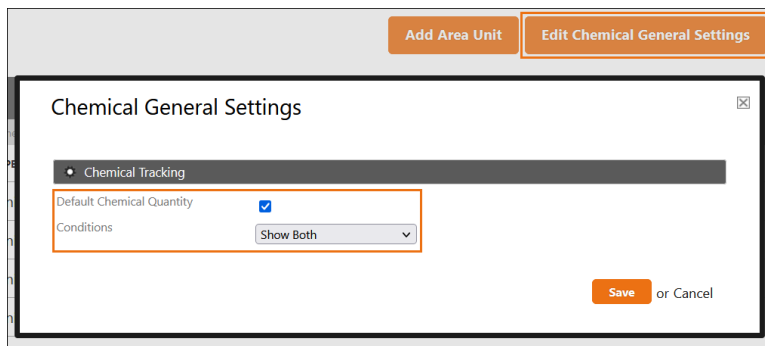 Add Area Unit
Edit Chemical General Settings
Chemical General Settings
Chemical Tracking
Default Chemical Quantity
Conditions
Show Both
Save or Cancel